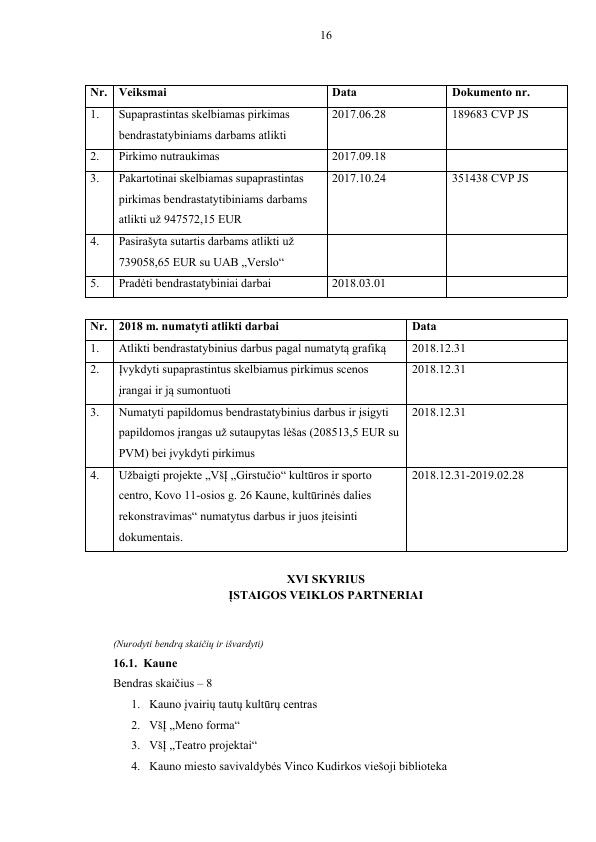 16
Nr. Veiksmai Data Dokumento nr.
1. Supaprastintas skelbiamas pirkimas 2017.06.28 189683 CVP JS
bendrastatybiniams darbams atlikti
2. Pirkimo nutraukimas 2017.09.18
3. Pakartotinai skelbiamas supaprastintas 2017.10.24 351438 CVP JS
pirkimas bendrastatytibiniams darbams
atlikti už 947572,15 EUR
4. Pasirašyta sutartis darbams atlikti už
739058,65 EUR su UAB „Verslo“
5. Pradėti bendrastatybiniai darbai 2018.03.01
Nr. 2018 m. numatyti atlikti darbai Data
1. Atlikti bendrastatybinius darbus pagal numatytą grafiką 2018.12.31
2. Įvykdyti supaprastintus skelbiamus pirkimus scenos 2018.12.31
įrangai ir ją sumontuoti
3. Numatyti papildomus bendrastatybinius darbus ir įsigyti 2018.12.31
papildomos įrangas už sutaupytas lėšas (208513,5 EUR su
PVM) bei įvykdyti pirkimus
4. Užbaigti projekte „VšĮ „Girstučio“ kultūros ir sporto 2018.12.31-2019.02.28
centro, Kovo 11-osios g. 26 Kaune, kultūrinės dalies
rekonstravimas“ numatytus darbus ir juos įteisinti
dokumentais.
XVI SKYRIUS
ĮSTAIGOS VEIKLOS PARTNERIAI
(Nurodyti bendrą skaičių ir išvardyti)
16.1. Kaune
Bendras skaičius – 8
1. Kauno įvairių tautų kultūrų centras
2. VšĮ „Meno forma“
3. VšĮ „Teatro projektai“
4. Kauno miesto savivaldybės Vinco Kudirkos viešoji biblioteka